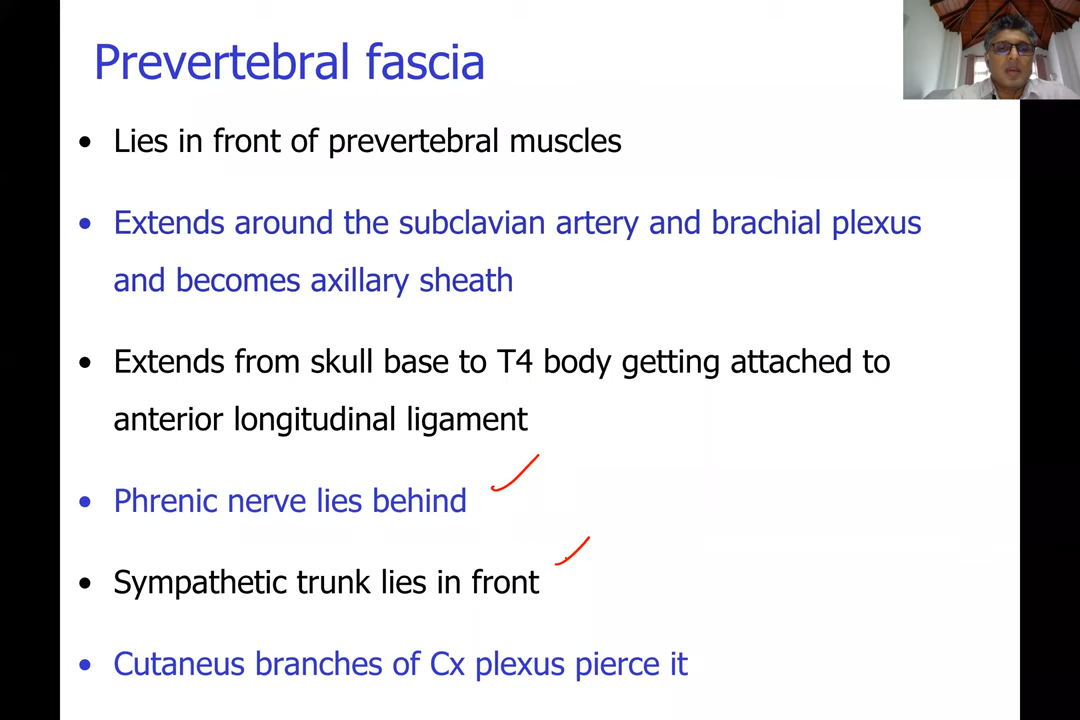 Prevertebral fascia
• Lies in front of prevertebral muscles
• Extends around the subclavian artery and brachial plexus
and becomes axillary sheath
• Extends from skull base to T4 body getting attached to
anterior longitudinal ligament
• Phrenic nerve lies behind
• Sympathetic trunk lies in front
• Cutaneus branches of Cx plexus pierce it